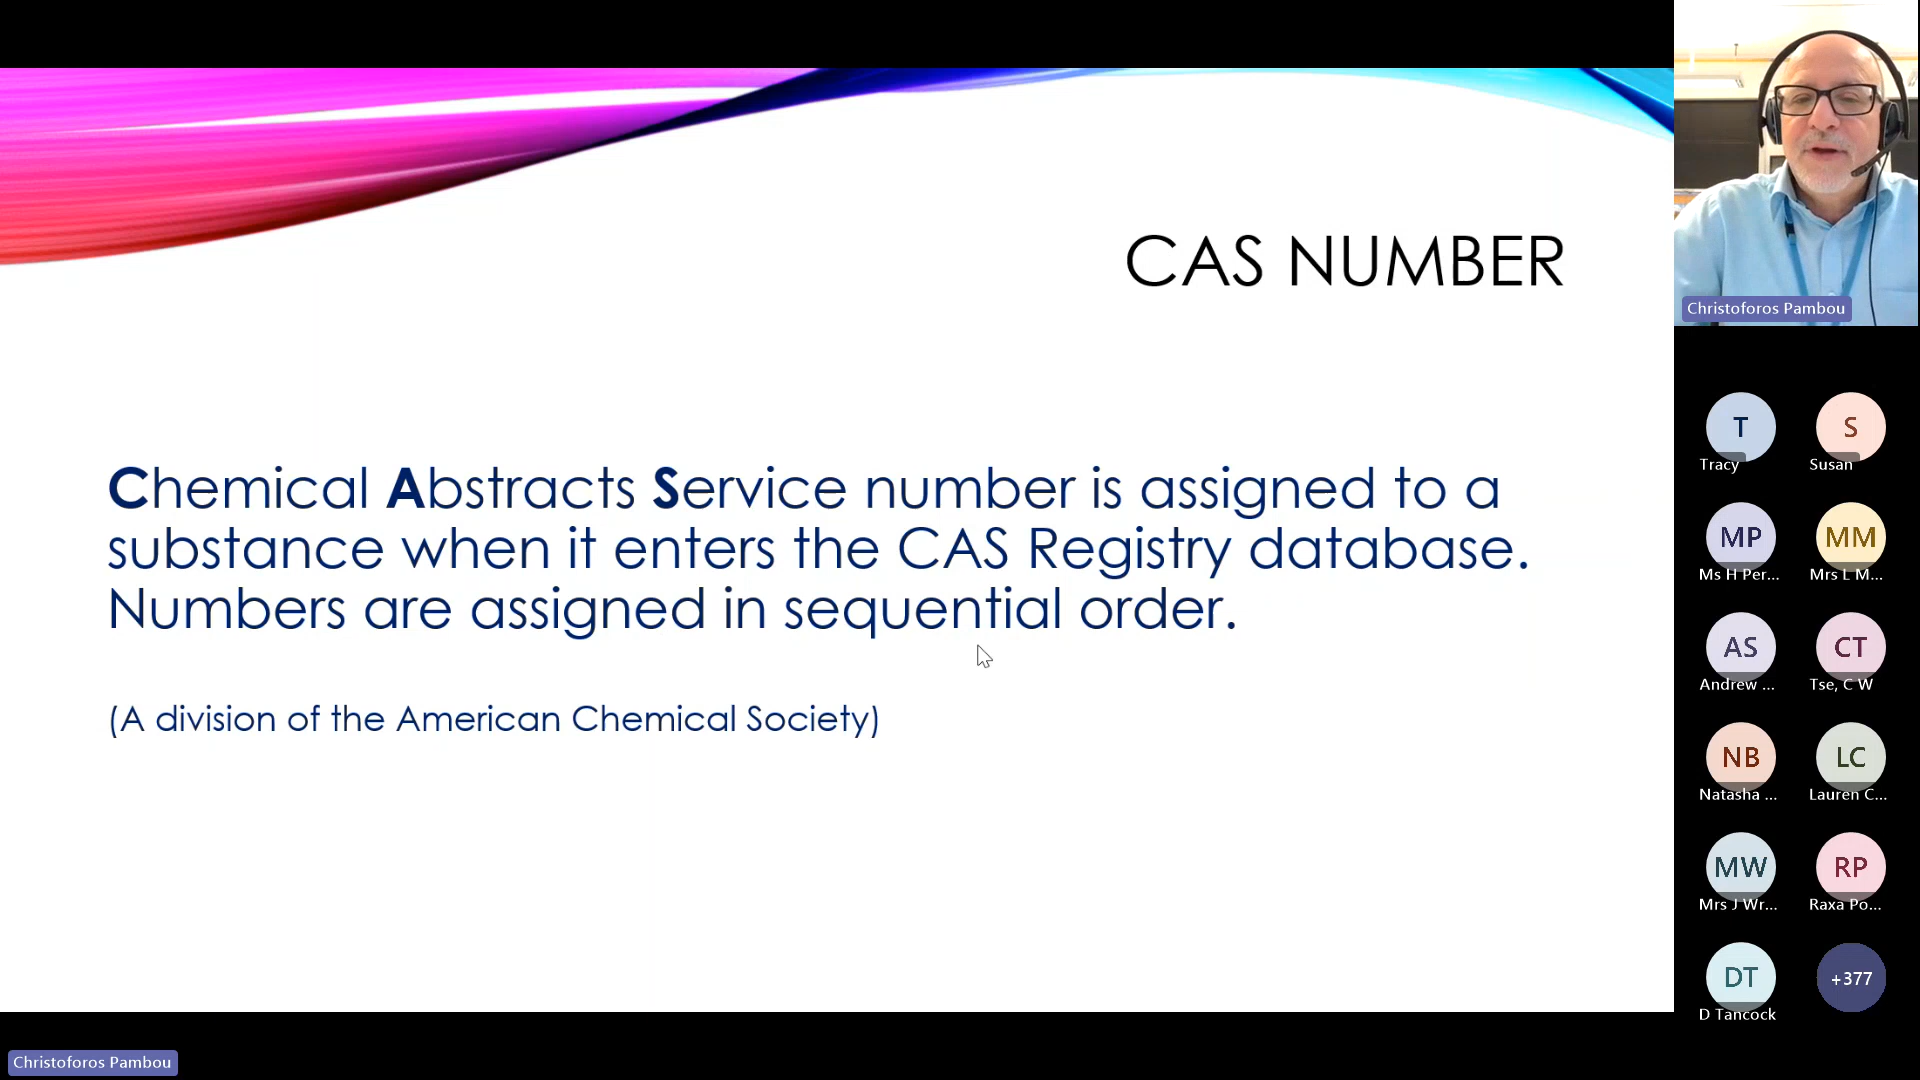 CAS NUMBER
Chemical Abstracts Service number is assigned to a
substance when it enters the CAS Registry database.
Numbers are assigned in sequential order.
(A division of the American Chemical Society)
Christoforos Pambou
T
Tracy
S
Susan
MP
Ms H Per...
MM
Mrs L M...
AS
Andrew ...
CT
Tse, C W
NB
Natasha ...
LC
Lauren C...
MW
Mrs J Wr...
RP
Raxa Po...
DT
D Tancock
+377
Christoforos Pambou